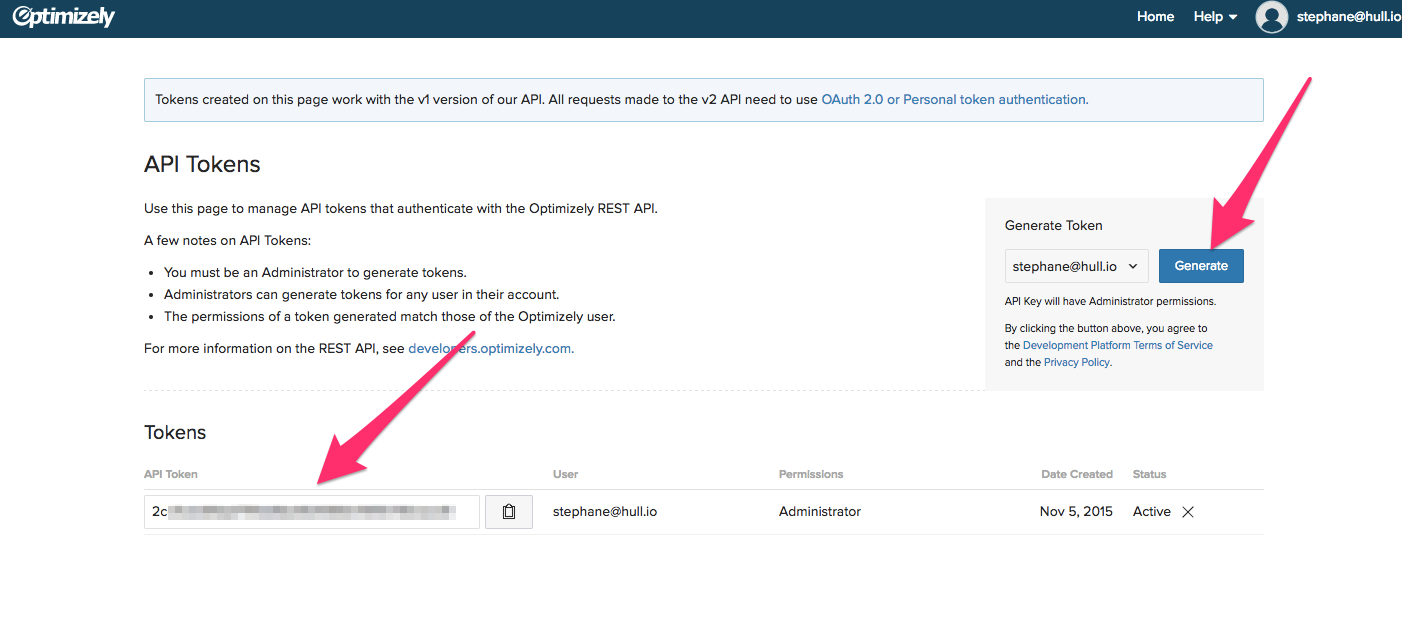 Optimizely
Home Help stephane@hull.io
Tokens created on this page work with the v1 version of our API. All requests made to the v2 API need to use OAuth 2.0 or Personal token authentication.
API Tokens
Use this page to manage API tokens that authenticate with the Optimizely REST API.
A few notes on API Tokens:
• You must be an Administrator to generate tokens.
• Administrators can generate tokens for any user in their account.
• The permissions of a token generated match those of the Optimizely user.
For more information on the REST API, see developers.optimizely.com.
Generate Token
stephane@hull.io Generate
API Key will have Administrator permissions.
By clicking the button above, you agree to
the Development Platform Terms of Service
and the Privacy Policy.
Tokens
API Token User Permissions Date Created Status
2c stephane@hull.io Administrator Nov 5, 2015 Active